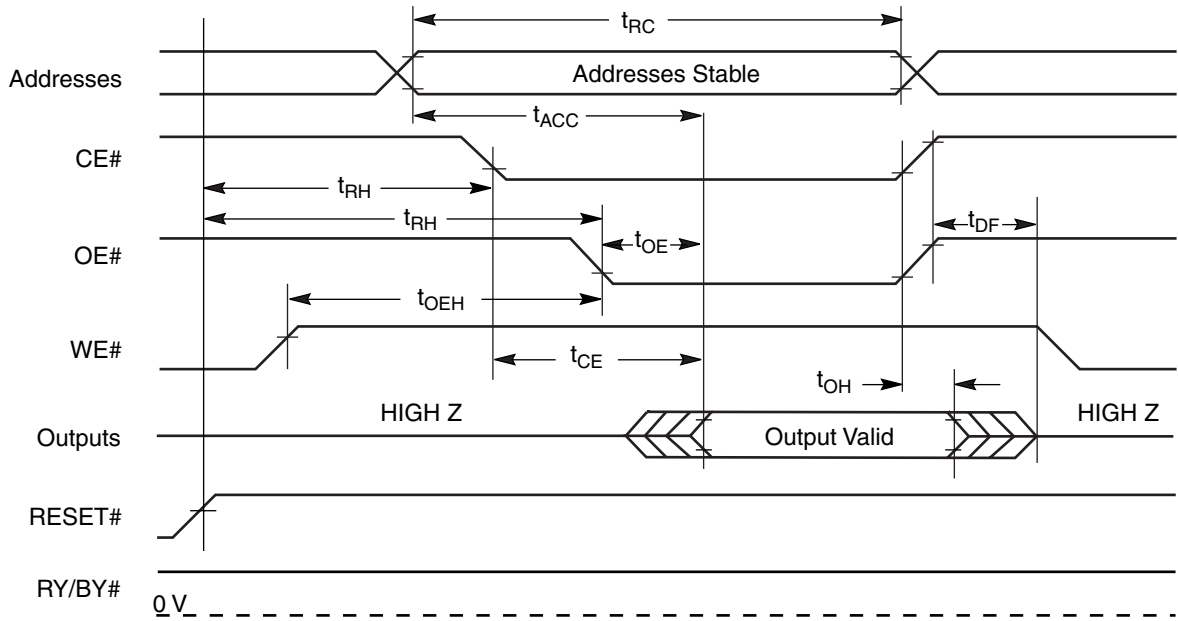 tRC
Addresses
Addresses Stable
tACC
CE#
tRH
tRH
tOE
tDF
OE#
tOEH
WE#
tCE
tOH
HIGH Z
HIGH Z
Outputs
Output Valid
RESET#
RY/BY#
0 V